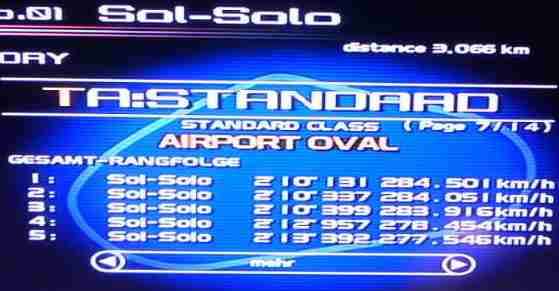 o.01 Sol-Solo
distance 3.066 km
ORY
TA:STANDARD
STANDARD CLASS (Page 7/14)
AIRPORT OVAL
GESAMT-RANGFOLGE
1: Sol-Solo 2'10"131 284.501km/h
2: Sol-Solo 2'10"337 284.051km/h
3: Sol-Solo 2'10"399 283.916km/h
4: Sol-Solo 2'12"957 278.454km/h
5: Sol-Solo 2'13"392 277.546km/h
mehr